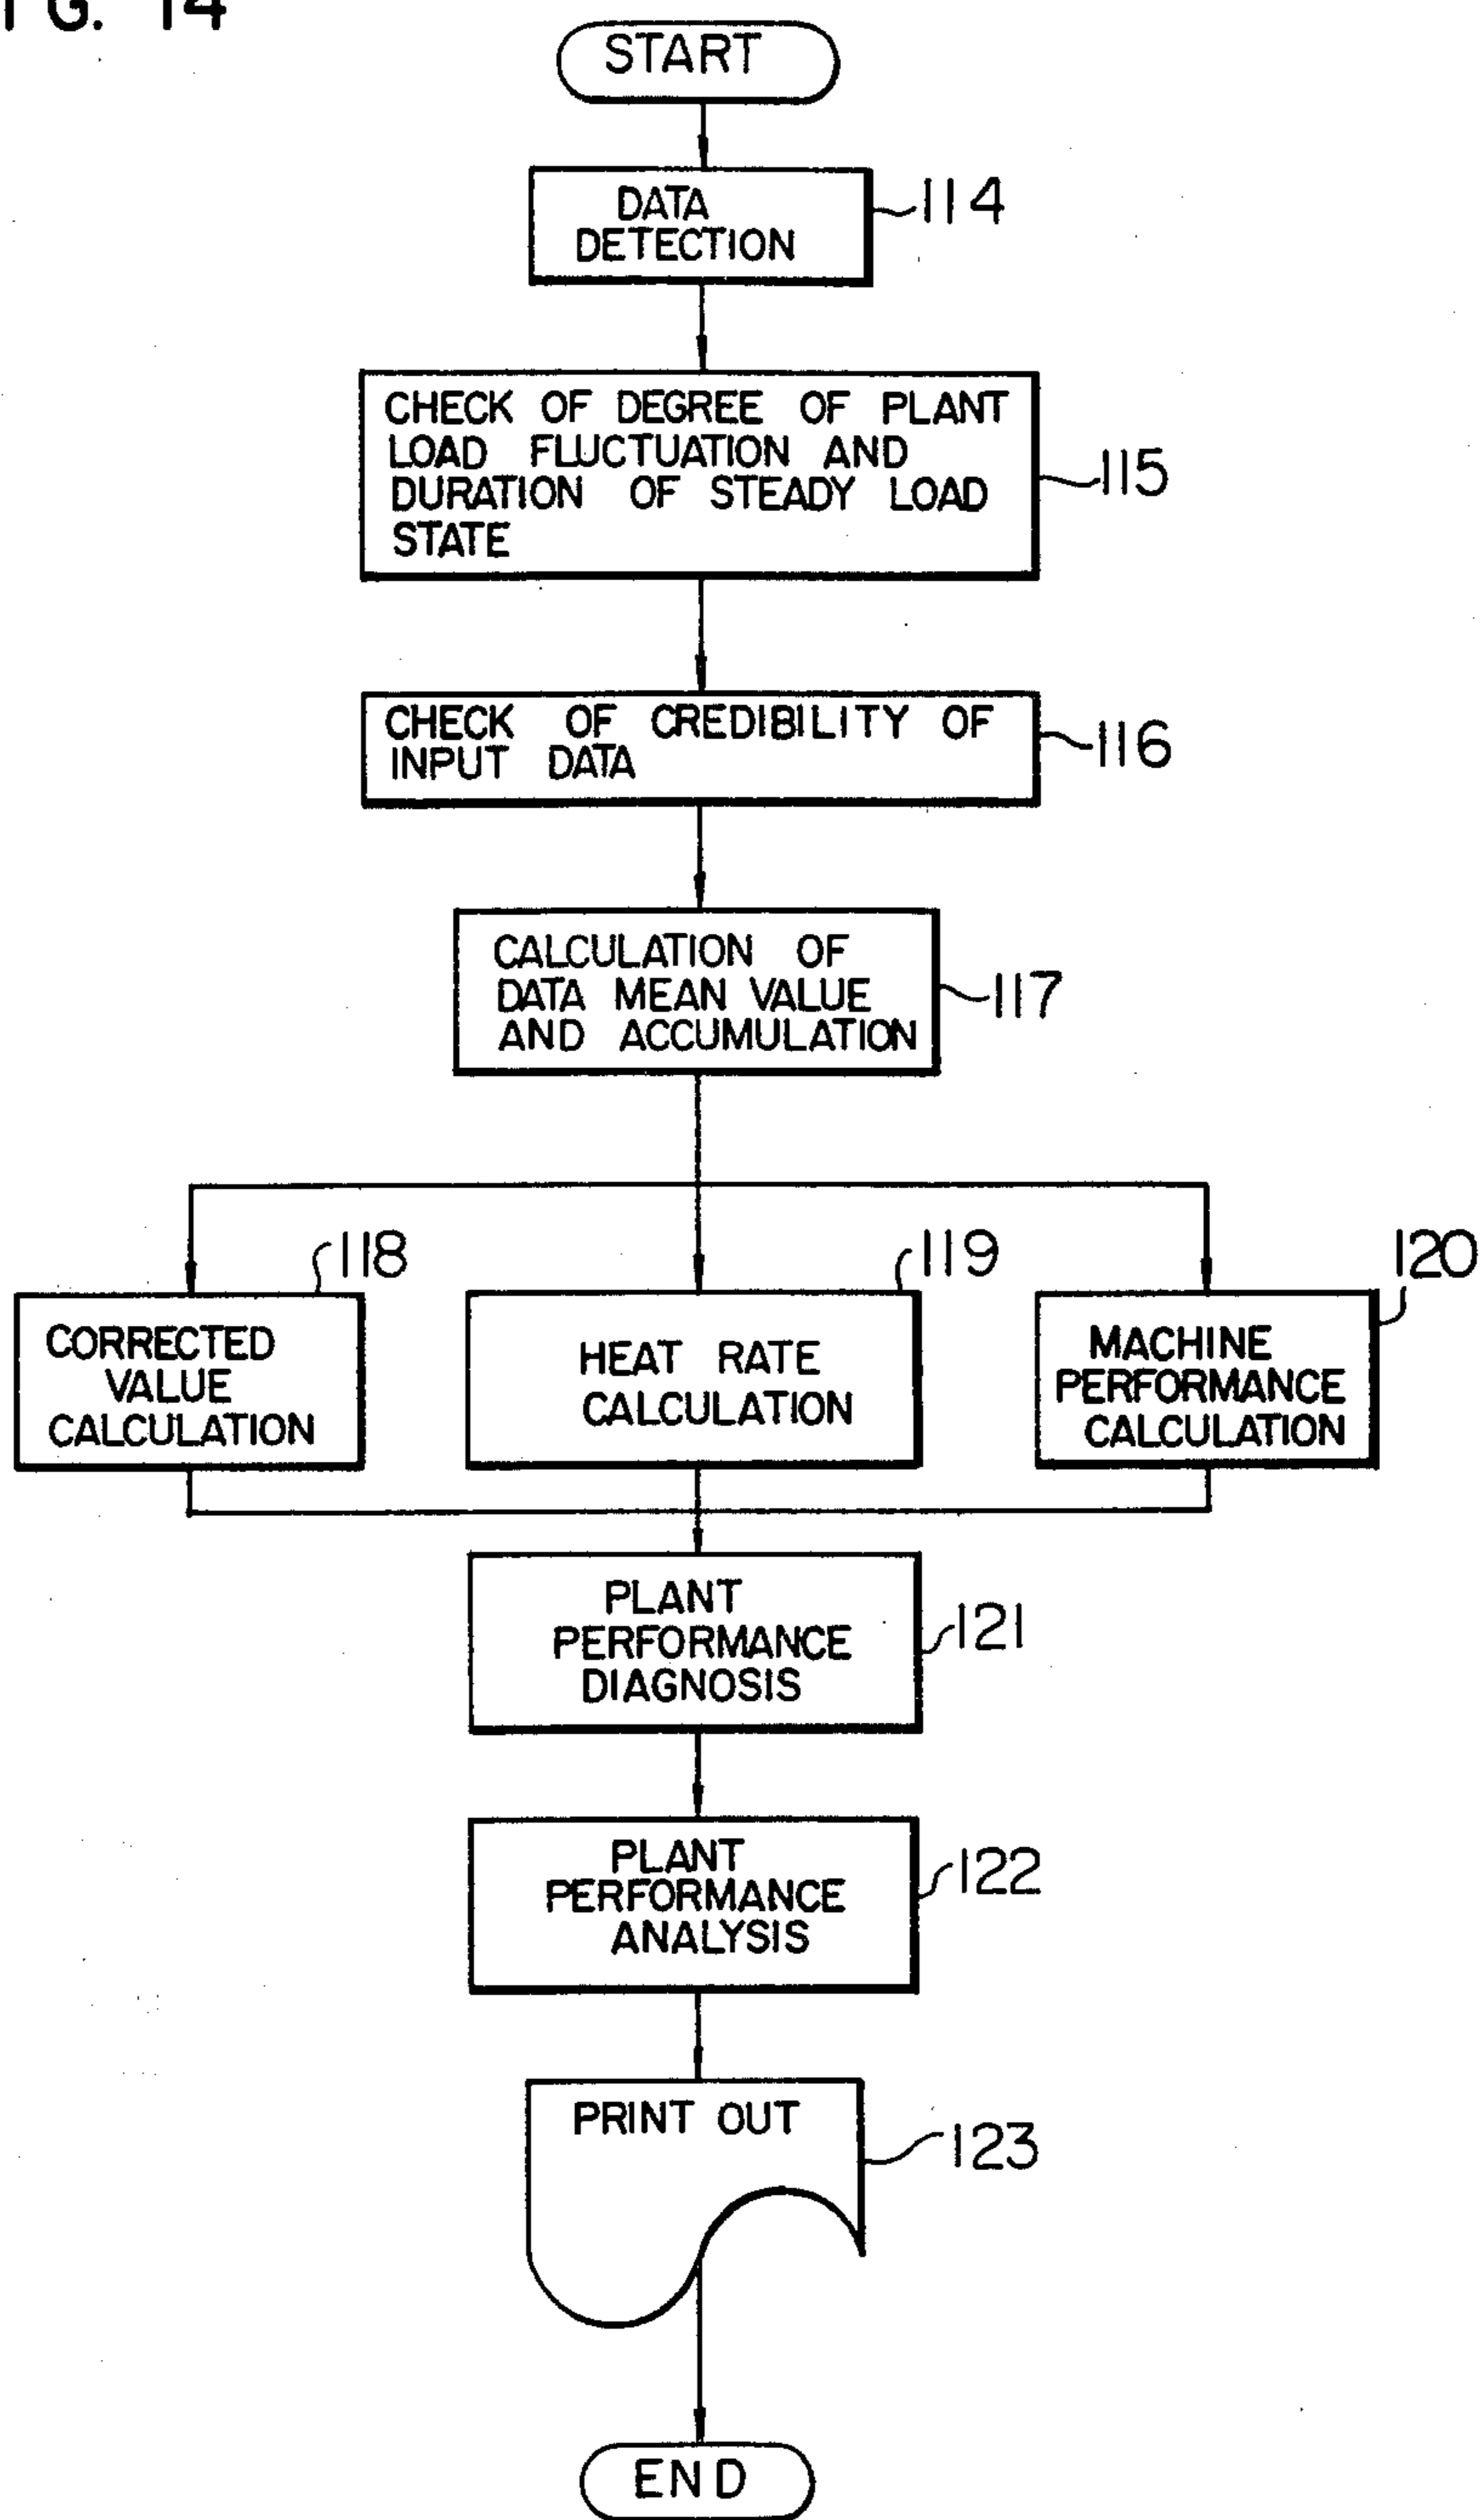 FIG. 14
START
DATA
DETECTION
114
CHECK OF DEGREE OF PLANT
LOAD FLUCTUATION AND
DURATION OF STEADY LOAD
STATE
115
CHECK OF CREDIBILITY OF
INPUT DATA
116
CALCULATION OF
DATA MEAN VALUE
AND ACCUMULATION
117
118
119
120
CORRECTED
VALUE
CALCULATION
HEAT RATE
CALCULATION
MACHINE
PERFORMANCE
CALCULATION
PLANT
PERFORMANCE
DIAGNOSIS
121
PLANT
PERFORMANCE
ANALYSIS
122
PRINT OUT
123
END